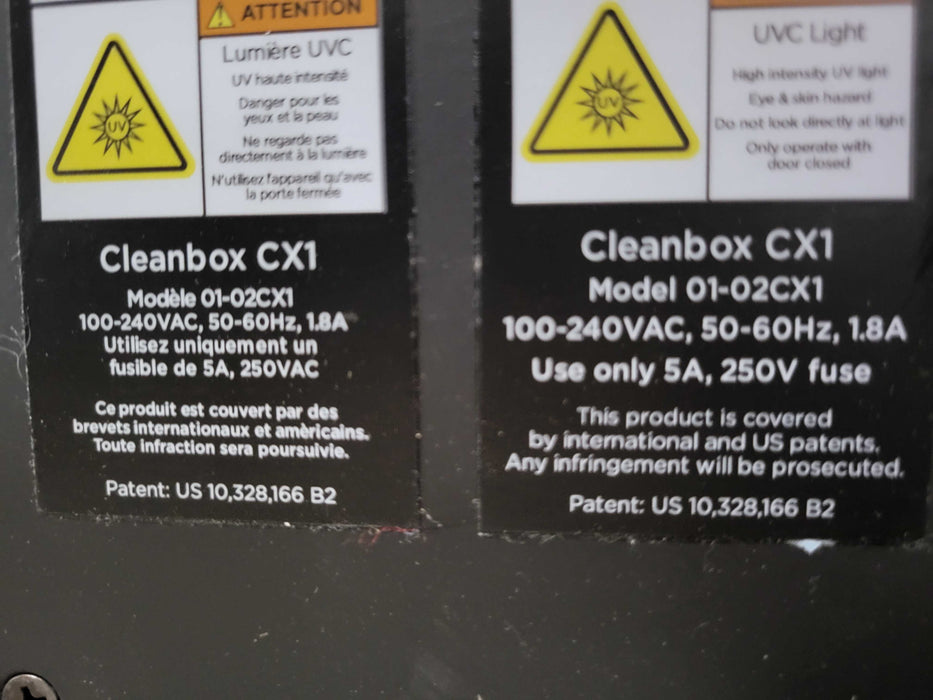 ATTENTION
UV
Lumière UVC
UV haute intensité
Danger pour les
yeux et la peau
Ne regarde pas
directement à la lumière
N'utilisez l'appareil qu'avec
la porte fermée
Cleanbox CX1
Modèle 01-02CX1
100-240VAC, 50-60Hz, 1.8A
Utilisez uniquement un
fusible de 5A, 250VAC
Ce produit est couvert par des
brevets internationaux et amèricains.
Toute infraction sera poursuivie.
Patent: US 10,328,166 B2
UV
UVC Light
High intensity UV light
Eye & skin hazard
Do not look directly at light
Only operate with
door closed
Cleanbox CX1
Model 01-02CX1
100-240VAC, 50-60Hz, 1.8A
Use only 5A, 250V fuse
This product is covered
by international and US patents.
Any infringement will be prosecuted.
Patent: US 10,328,166 B2